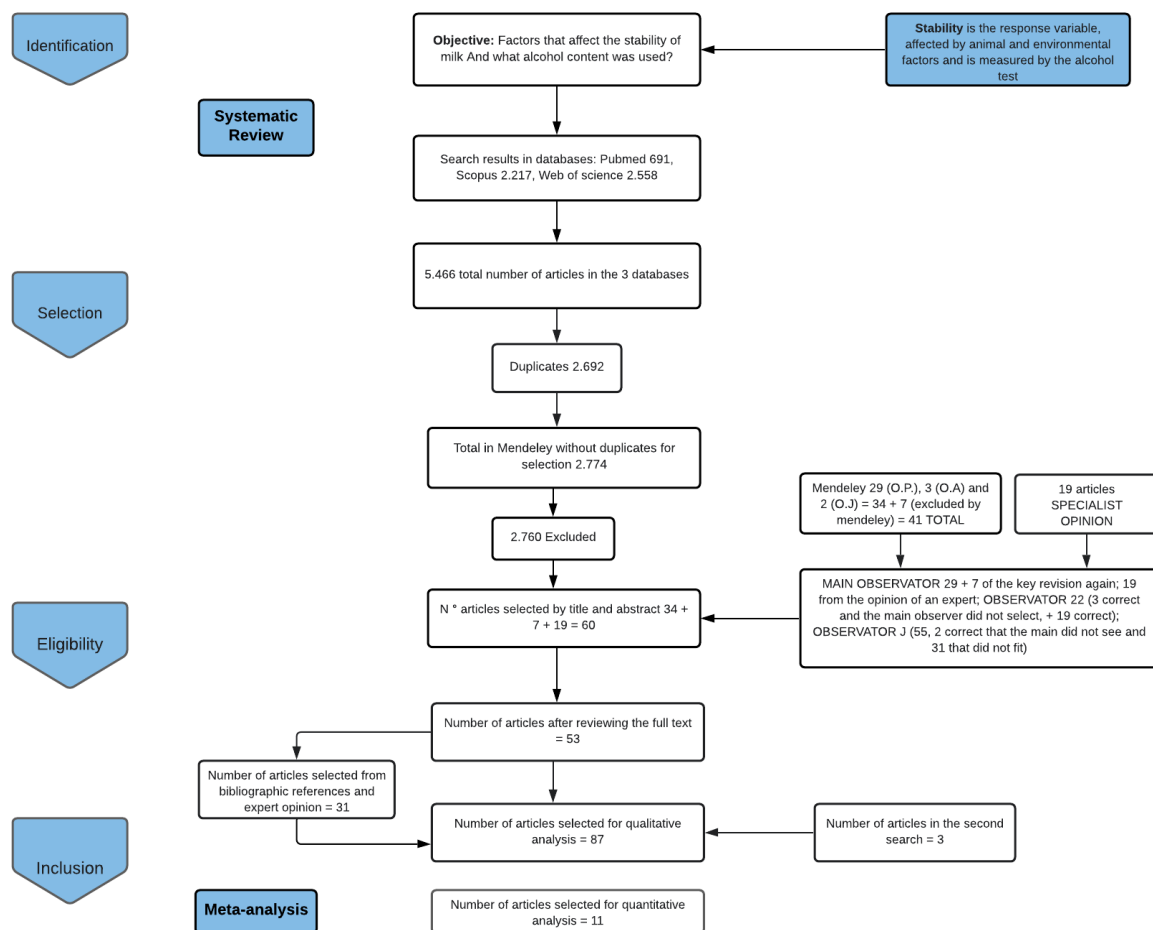 Identification
Objective: Factors that affect the stability of
milk And what alcohol content was used?
Stability is the response variable,
affected by animal and environmental
factors and is measured by the alcohol
test
Systematic
Review
Search results in databases: Pubmed 691,
Scopus 2.217, Web of science 2.558
Selection
5.466 total number of articles in the 3 databases
Duplicates 2.692
Total in Mendeley without duplicates for
selection 2.774
2.760 Excluded
Mendeley 29 (O.P.), 3 (O.A) and
2 (O.J) = 34 + 7 (excluded by
mendeley) = 41 TOTAL
19 articles
SPECIALIST
OPINION
Eligibility
N ° articles selected by title and abstract 34 +
7 + 19 = 60
MAIN OBSERVATOR 29 + 7 of the key revision again; 19
from the opinion of an expert; OBSERVATOR 22 (3 correct
and the main observer did not select, + 19 correct);
OBSERVATOR J (55, 2 correct that the main did not see and
31 that did not fit)
Number of articles after reviewing the full text
= 53
Number of articles selected from
bibliographic references and
expert opinion = 31
Inclusion
Number of articles selected for qualitative
analysis = 87
Number of articles in the second
search = 3
Meta-analysis
Number of articles selected for quantitative
analysis = 11